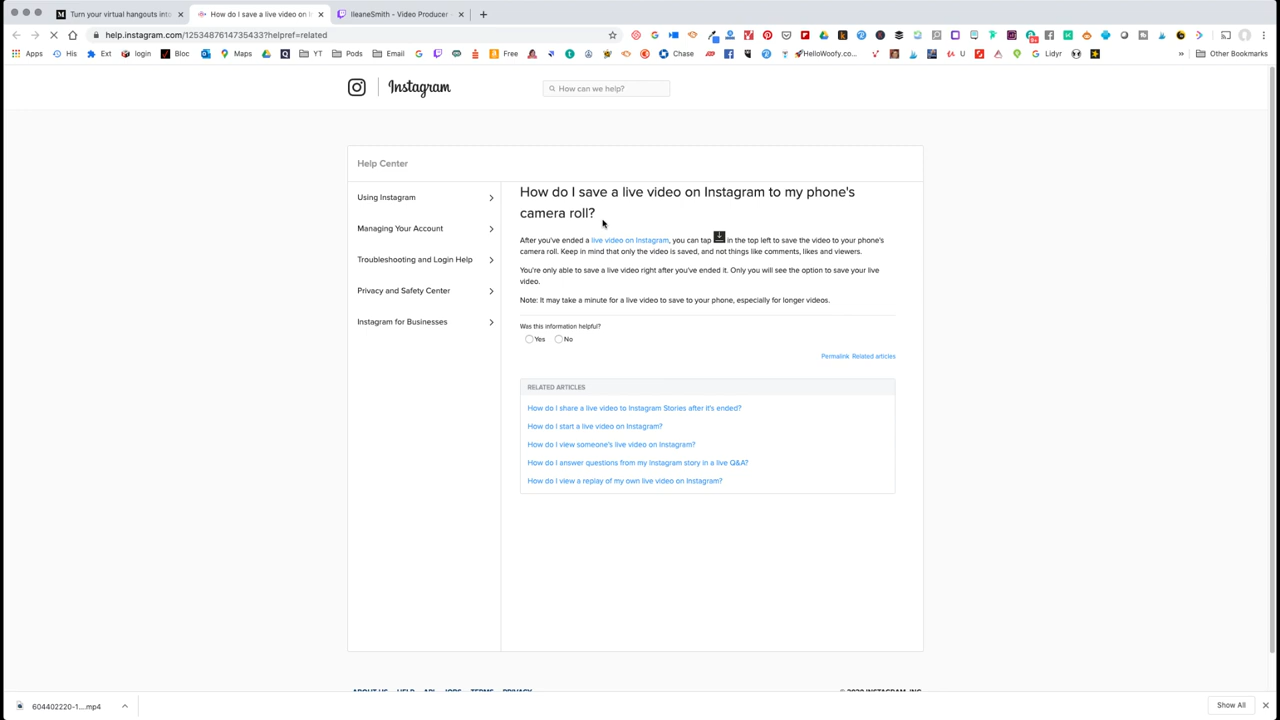 Turn your virtual hangouts into
How do I save a live video on I
IleaneSmith - Video Producer -
help.instagram.com/1253487614735433?helpref=related
Apps
His
Ext
login
Bloc
Maps
Pods
Email
Free
Chase
HelloWoofy.co...
U
YT
Lidyr
Other Bookmarks
Instagram
How can we help?
Help Center
Using Instagram
Managing Your Account
Troubleshooting and Login Help
Privacy and Safety Center
Instagram for Businesses
How do I save a live video on Instagram to my phone's
camera roll?
After you've ended a live video on Instagram, you can tap in the top left to save the video to your phone's
camera roll. Keep in mind that only the video is saved, and not things like comments, likes and viewers.
You're only able to save a live video right after you've ended it. Only you will see the option to save your live
video.
Note: It may take a minute for a live video to save to your phone, especially for longer videos.
Was this information helpful?
Yes No
Permalink Related articles
RELATED ARTICLES
How do I share a live video to Instagram Stories after it's ended?
How do I start a live video on Instagram?
How do I view someone's live video on Instagram?
How do I answer questions from my Instagram story in a live Q&A?
How do I view a replay of my own live video on Instagram?
ABOUT US HELP API JOBS TERMS PRIVACY
© 2020 INSTAGRAM, INC.
604402220-1....mp4
Show All